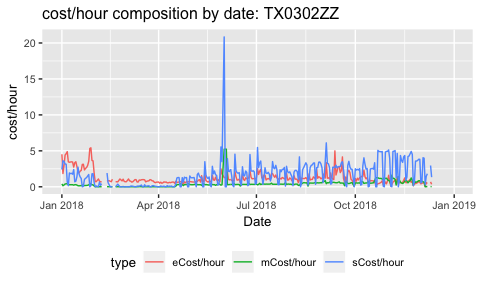 cost/hour composition by date: TX0302ZZ
20
15
10
5
0
cost/hour
Jan 2018 Apr 2018 Jul 2018 Oct 2018 Jan 2019
Date
type eCost/hour mCost/hour sCost/hour